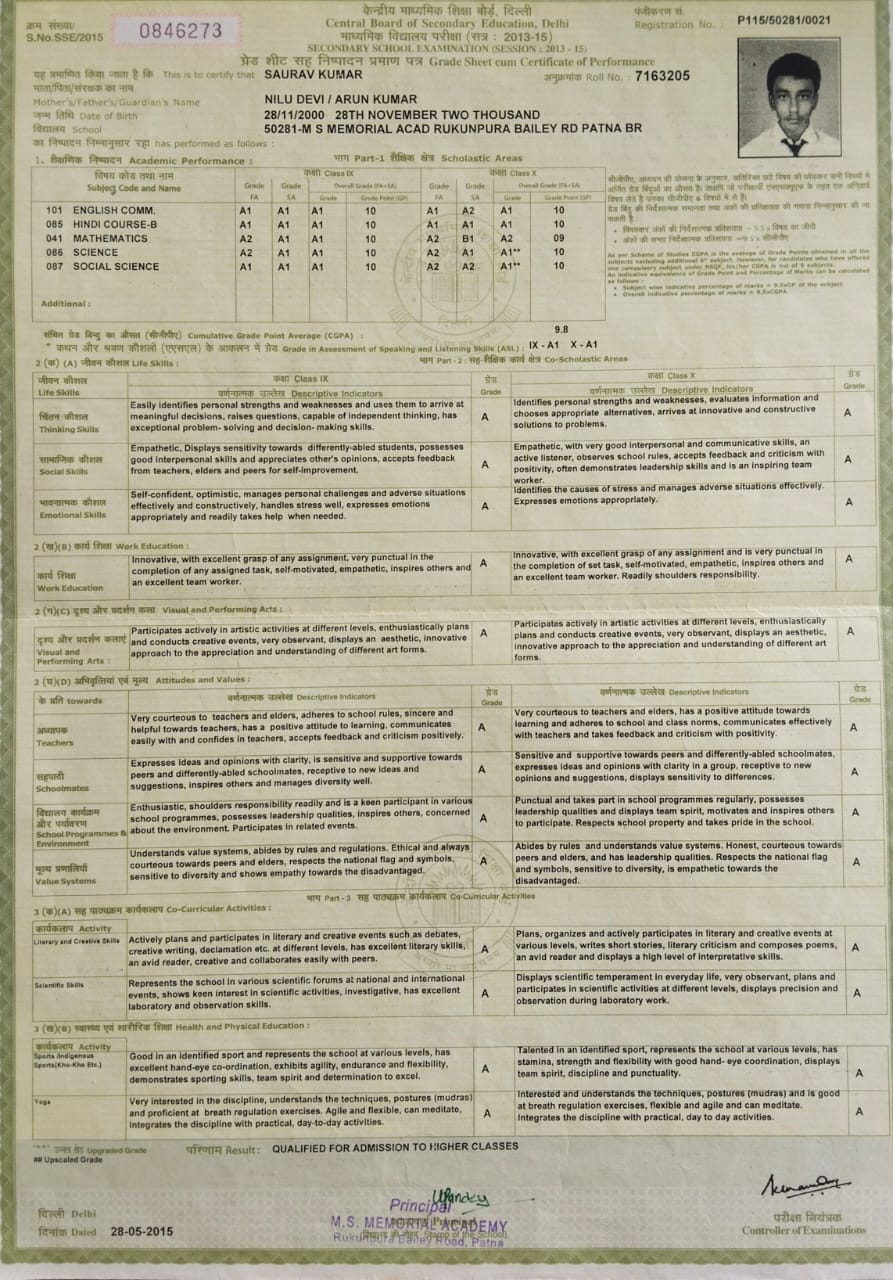 केन्द्रीय माध्यमिक शिक्षा बोर्ड, दिल्ली
Central Board of Secondary Education, Delhi
माध्यमिक विद्यालय परीक्षा (सत्र : 2013-15)
SECONDARY SCHOOL EXAMINATION (SESSION : 2013 - 15)
क्रम संख्या/
S.No.SSE/2015 0846273
पंजीकरण सं.
Registration No. : P115/50281/0021
ग्रेड शीट सह निष्पादन प्रमाण पत्र Grade Sheet cum Certificate of Performance
यह प्रमाणित किया जाता है कि This is to certify that SAURAV KUMAR अनुक्रमांक Roll No. : 7163205
माता/पिता/संरक्षक का नाम
Mother's/Father's/Guardian's Name NILU DEVI / ARUN KUMAR
जन्म तिथि Date of Birth 28/11/2000 28TH NOVEMBER TWO THOUSAND
विद्यालय School 50281-M S MEMORIAL ACAD RUKUNPURA BAILEY RD PATNA BR
का निष्पादन निम्नानुसार रहा has performed as follows :
1. शैक्षणिक निष्पादन Academic Performance : भाग Part-1 शैक्षिक क्षेत्र Scholastic Areas
विषय कोड तथा नाम कक्षा Class IX कक्षा Class X
Subject Code and Name Grade Grade Overall Grade (FA+SA) Grade Grade Overall Grade (FA+SA)
FA SA Grade Grade Point (GP) FA SA Grade Grade Point (GP)
101 ENGLISH COMM. A1 A1 A1 10 A1 A2 A1 10
085 HINDI COURSE-B A1 A1 A1 10 A1 A1 A1 10
041 MATHEMATICS A2 A1 A1 10 A2 B1 A2 09
086 SCIENCE A2 A1 A1 10 A2 A1 A1** 10
087 SOCIAL SCIENCE A1 A1 A1 10 A2 A2 A1** 10
Additional :
As per Scheme of Studies CGPA is the average of Grade Points obtained in all the
subjects excluding additional 6th subject. However, for candidates who have offered
one compulsory subject under NSQF, his/her CGPA is out of 6 subjects.
An indicative equivalence of Grade Point and Percentage of Marks can be calculated
as follows :
• Subject wise indicative percentage of marks = 9.5xGP of the subject
• Overall indicative percentage of marks = 9.5xCGPA
संचित ग्रेड बिन्दु का औसत (सीजीपीए) Cumulative Grade Point Average (CGPA) : 9.8
* कथन और श्रवण कौशलों (एएसएल) के आकलन में ग्रेड Grade in Assessment of Speaking and Listening Skills (ASL) : IX - A1 X - A1
भाग Part - 2 : सह-शैक्षिक कार्य क्षेत्र Co-Scholastic Areas
2 (क) (A) जीवन कौशल Life Skills :
जीवन कौशल कक्षा Class IX ग्रेड कक्षा Class X ग्रेड
Life Skills वर्णनात्मक उल्लेख Descriptive Indicators Grade वर्णनात्मक उल्लेख Descriptive Indicators Grade
चिंतन कौशल
Thinking Skills
Easily identifies personal strengths and weaknesses and uses them to arrive at
meaningful decisions, raises questions, capable of independent thinking, has
exceptional problem- solving and decision- making skills.
A
Identifies personal strengths and weaknesses, evaluates information and
chooses appropriate alternatives, arrives at innovative and constructive
solutions to problems.
A
सामाजिक कौशल
Social Skills
Empathetic, Displays sensitivity towards differently-abled students, possesses
good interpersonal skills and appreciates other's opinions, accepts feedback
from teachers, elders and peers for self-improvement.
A
Empathetic, with very good interpersonal and communicative skills, an
active listener, observes school rules, accepts feedback and criticism with
positivity, often demonstrates leadership skills and is an inspiring team
worker.
A
भावनात्मक कौशल
Emotional Skills
Self-confident, optimistic, manages personal challenges and adverse situations
effectively and constructively, handles stress well, expresses emotions
appropriately and readily takes help when needed.
A
Identifies the causes of stress and manages adverse situations effectively.
Expresses emotions appropriately.
A
2 (ख)(B) कार्य शिक्षा Work Education :
कार्य शिक्षा
Work Education
Innovative, with excellent grasp of any assignment, very punctual in the
completion of any assigned task, self-motivated, empathetic, inspires others and
an excellent team worker.
A
Innovative, with excellent grasp of any assignment and is very punctual in
the completion of set task, self-motivated, empathetic, inspires others and
an excellent team worker. Readily shoulders responsibility.
A
2 (ग)(C) दृश्य और प्रदर्शन कला Visual and Performing Arts :
दृश्य और प्रदर्शन कलाएं
Visual and
Performing Arts :
Participates actively in artistic activities at different levels, enthusiastically plans
and conducts creative events, very observant, displays an aesthetic, innovative
approach to the appreciation and understanding of different art forms.
A
Participates actively in artistic activities at different levels, enthusiastically
plans and conducts creative events, very observant, displays an aesthetic,
innovative approach to the appreciation and understanding of different art
forms.
A
2 (घ)(D) अभिवृत्तियां एवं मूल्य Attitudes and Values :
के प्रति towards वर्णनात्मक उल्लेख Descriptive Indicators ग्रेड Grade वर्णनात्मक उल्लेख Descriptive Indicators ग्रेड Grade
अध्यापक
Teachers
Very courteous to teachers and elders, adheres to school rules, sincere and
helpful towards teachers, has a positive attitude to learning, communicates
easily with and confides in teachers, accepts feedback and criticism positively.
A
Very courteous to teachers and elders, has a positive attitude towards
learning and adheres to school and class norms, communicates effectively
with teachers and takes feedback and criticism with positivity.
A
सहपाठी
Schoolmates
Expresses ideas and opinions with clarity, is sensitive and supportive towards
peers and differently-abled schoolmates, receptive to new ideas and
suggestions, inspires others and manages diversity well.
A
Sensitive and supportive towards peers and differently-abled schoolmates,
expresses ideas and opinions with clarity in a group, receptive to new
opinions and suggestions, displays sensitivity to differences.
A
विद्यालय कार्यक्रम
और पर्यावरण
School Programmes &
Environment
Enthusiastic, shoulders responsibility readily and is a keen participant in various
school programmes, possesses leadership qualities, inspires others, concerned
about the environment. Participates in related events.
A
Punctual and takes part in school programmes regularly, possesses
leadership qualities and displays team spirit, motivates and inspires others
to participate. Respects school property and takes pride in the school.
A
मूल्य प्रणालियां
Value Systems
Understands value systems, abides by rules and regulations. Ethical and always
courteous towards peers and elders, respects the national flag and symbols,
sensitive to diversity and shows empathy towards the disadvantaged.
A
Abides by rules and understands value systems. Honest, courteous towards
peers and elders, and has leadership qualities. Respects the national flag
and symbols, sensitive to diversity, is empathetic towards the
disadvantaged.
A
भाग Part - 3 सह पाठ्यक्रम कार्यकलाप Co-Curricular Activities
3 (क)(A) सह पाठ्यक्रम कार्यकलाप Co-Curricular Activities :
कार्यकलाप Activity
Literary and Creative Skills
Actively plans and participates in literary and creative events such as debates,
creative writing, declamation etc. at different levels, has excellent literary skills,
an avid reader, creative and collaborates easily with peers.
A
Plans, organizes and actively participates in literary and creative events at
various levels, writes short stories, literary criticism and composes poems,
an avid reader and displays a high level of interpretative skills.
A
Scientific Skills
Represents the school in various scientific forums at national and international
events, shows keen interest in scientific activities, investigative, has excellent
laboratory and observation skills.
A
Displays scientific temperament in everyday life, very observant, plans and
participates in scientific activities at different levels, displays precision and
observation during laboratory work.
A
3 (ख)(B) स्वास्थ्य एवं शारीरिक शिक्षा Health and Physical Education :
कार्यकलाप Activity
Sports /Indigenous
Sports(Kho-Kho Etc.)
Good in an identified sport and represents the school at various levels, has
excellent hand-eye co-ordination, exhibits agility, endurance and flexibility,
demonstrates sporting skills, team spirit and determination to excel.
A
Talented in an identified sport, represents the school at various levels, has
stamina, strength and flexibility with good hand- eye coordination, displays
team spirit, discipline and punctuality.
A
Yoga
Very interested in the discipline, understands the techniques, postures (mudras)
and proficient at breath regulation exercises. Agile and flexible, can meditate,
integrates the discipline with practical, day-to-day activities.
A
Interested and understands the techniques, postures (mudras) and is good
at breath regulation exercises, flexible and agile and can meditate.
Integrates the discipline with practical, day to day activities.
A
उन्नत ग्रेड Upgraded Grade परिणाम Result : QUALIFIED FOR ADMISSION TO HIGHER CLASSES
## Upscaled Grade
Principal
M.S. MEMORIAL ACADEMY
Rukunpura Bailey Road, Patna
दिल्ली Delhi
दिनांक Dated 28-05-2015
परीक्षा नियंत्रक
Controller of Examinations